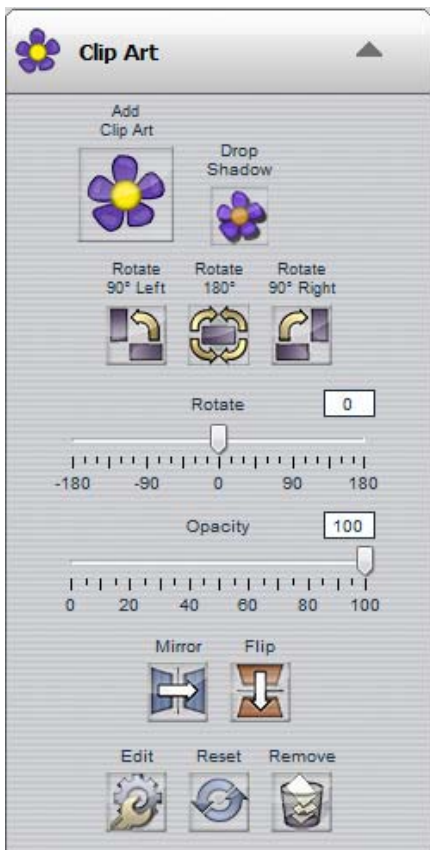 Clip Art
Add
Clip Art
Drop
Shadow
Rotate
90° Left
Rotate
180°
Rotate
90° Right
Rotate
0
-180 -90 0 90 180
Opacity
100
0 20 40 60 80 100
Mirror Flip
Edit Reset Remove